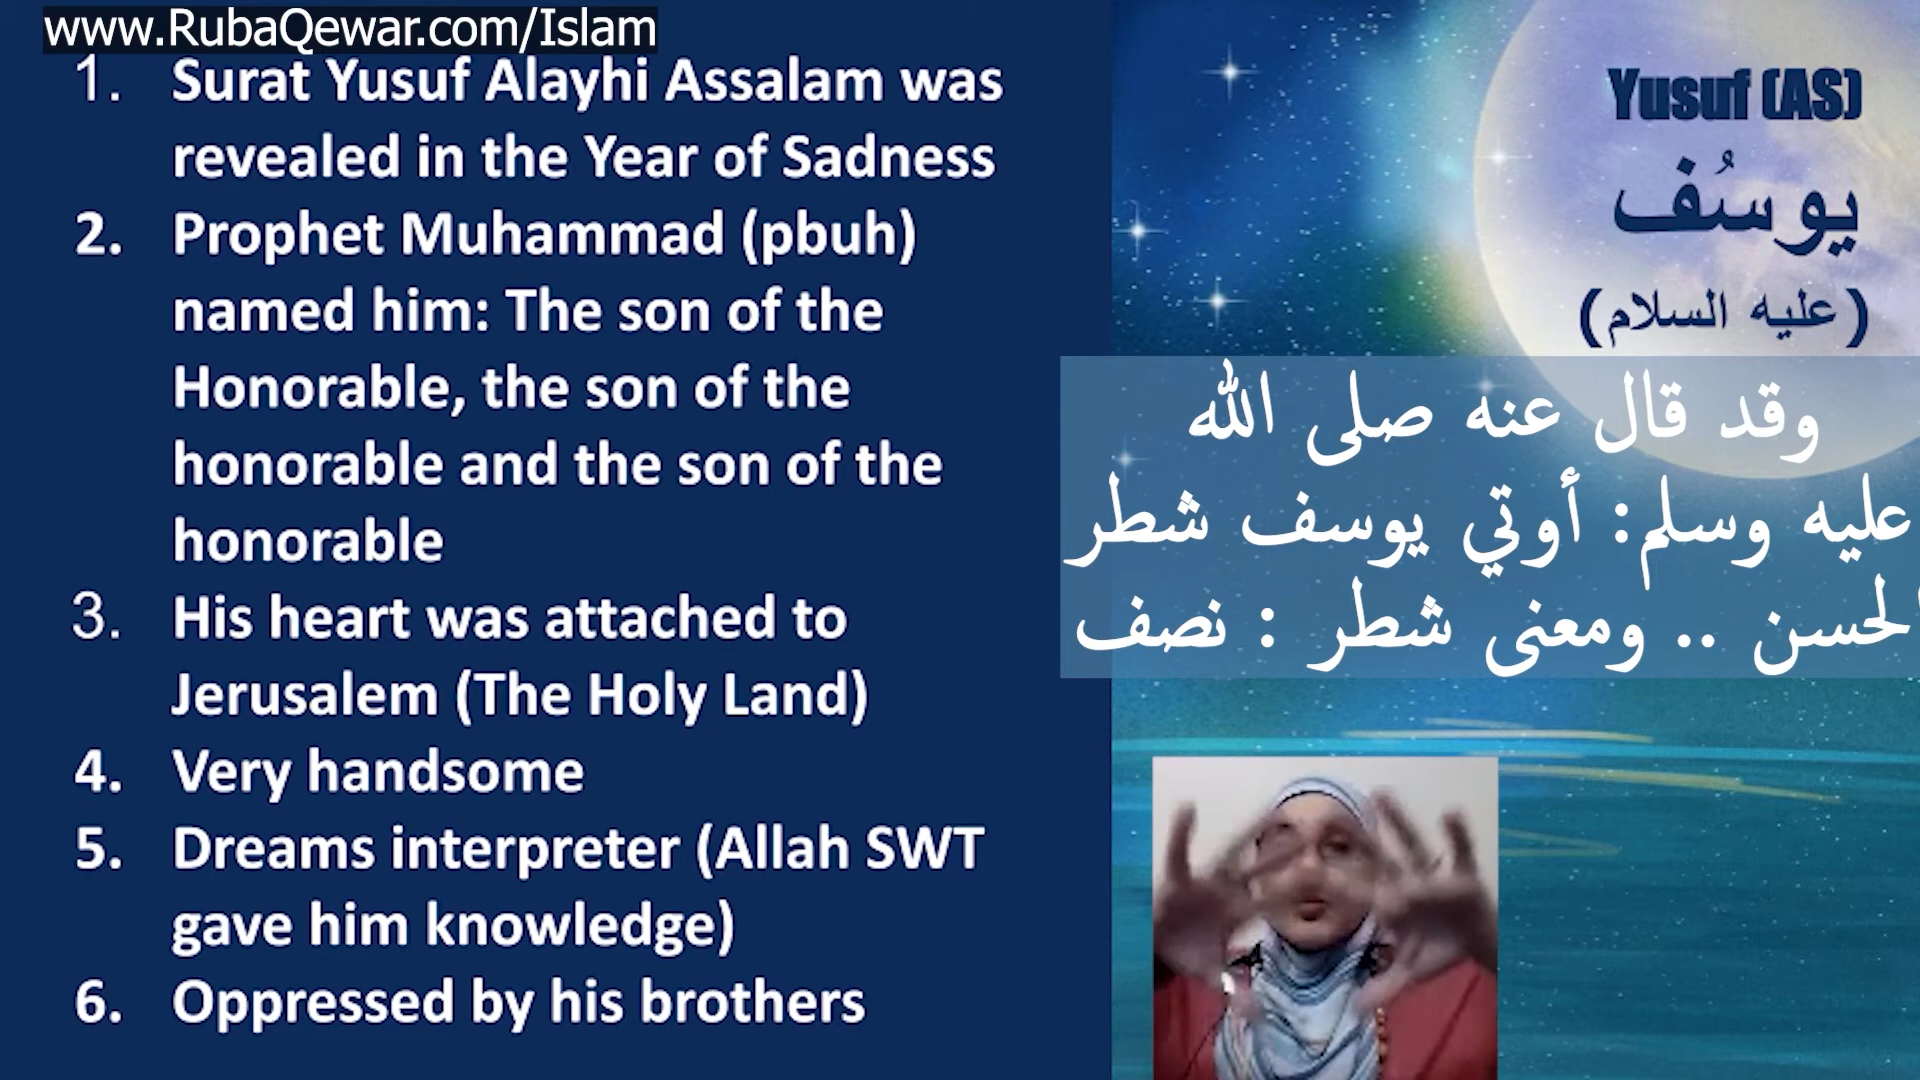 www.RubaQewar.com/Islam
1. Surat Yusuf Alayhi Assalam was
revealed in the Year of Sadness
2. Prophet Muhammad (pbuh)
named him: The son of the
Honorable, the son of the
honorable and the son of the
honorable
3. His heart was attached to
Jerusalem (The Holy Land)
4. Very handsome
5. Dreams interpreter (Allah SWT
gave him knowledge)
6. Oppressed by his brothers
Yusuf (AS)
يوسُف
(عليه السلام)
وقد قال عنه صلى الله
عليه وسلم: أوتي يوسف شطر
الحسن .. ومعنى شطر : نصف